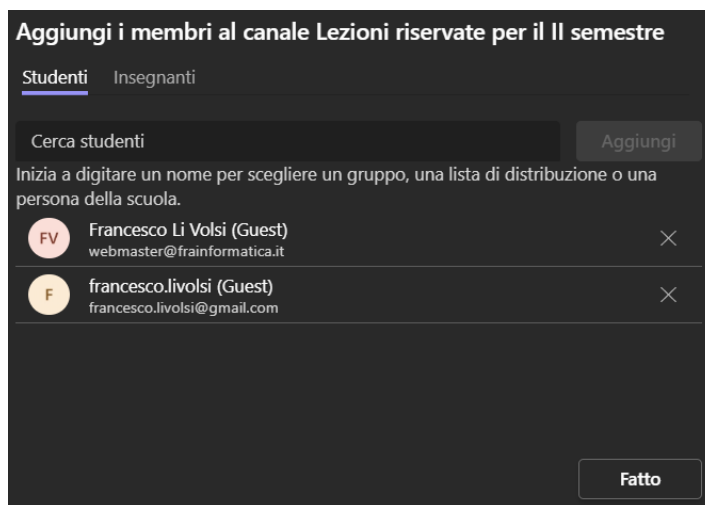 Aggiungi i membri al canale Lezioni riservate per il II semestre
Studenti Insegnanti
Cerca studenti Aggiungi
Inizia a digitare un nome per scegliere un gruppo, una lista di distribuzione o una
persona della scuola.
FV Francesco Li Volsi (Guest)
webmaster@frainformatica.it
F francesco.livolsi (Guest)
francesco.livolsi@gmail.com
Fatto